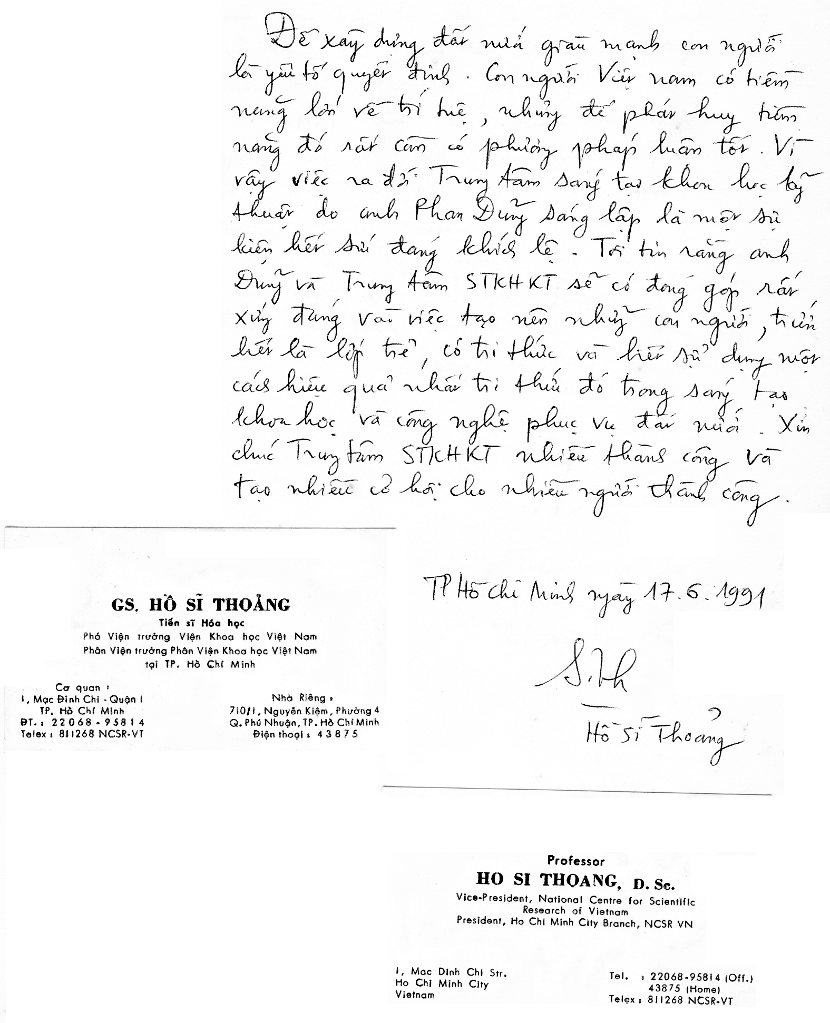 Để xây dựng đất nước giàu mạnh con người
là yếu tố quyết định. Con người Việt nam có tiềm
năng lớn về trí tuệ, nhưng để phát huy tiềm
năng đó rất cần có phương pháp luận tốt. Vì
vậy việc ra đời Trung tâm sáng tạo khoa học kỹ
thuật do anh Phan Dũng sáng lập là một sự
kiện hết sức đáng khích lệ. Tôi tin rằng anh
Dũng và Trung tâm STKHKT sẽ có đóng góp rất
xứng đáng vào việc tạo nên những con người, trước
hết là lớp trẻ, có tri thức và biết sử dụng một
cách hiệu quả nhất tri thức đó trong sáng tạo
khoa học và công nghệ phục vụ đất nước. Xin
chúc Trung tâm STKHKT nhiều thành công và
tạo nhiều cơ hội cho nhiều người thành công.
TP Hồ Chí Minh ngày 17.6.1991
S.Th
Hồ Sĩ Thoảng
GS. HỒ SĨ THOẢNG
Tiến sĩ Hóa học
Phó Viện trưởng Viện Khoa học Việt Nam
Phân Viện trưởng Phân Viện Khoa học Việt Nam
tại TP. Hồ Chí Minh
Cơ quan :
1, Mạc Đĩnh Chi - Quận I
TP. Hồ Chí Minh
ĐT. : 22068 - 95814
Telex : 811268 NCSR-VT
Nhà Riêng :
710/1, Nguyễn Kiệm, Phường 4
Q. Phú Nhuận, TP. Hồ Chí Minh
Điện thoại : 43875
Professor
HO SI THOANG, D. Sc.
Vice-President, National Centre for Scientific
Research of Vietnam
President, Ho Chi Minh City Branch, NCSR VN
1, Mac Dinh Chi Str.
Ho Chi Minh City
Vietnam
Tel. : 22068-95814 (Off.)
43875 (Home)
Telex : 811268 NCSR-VT